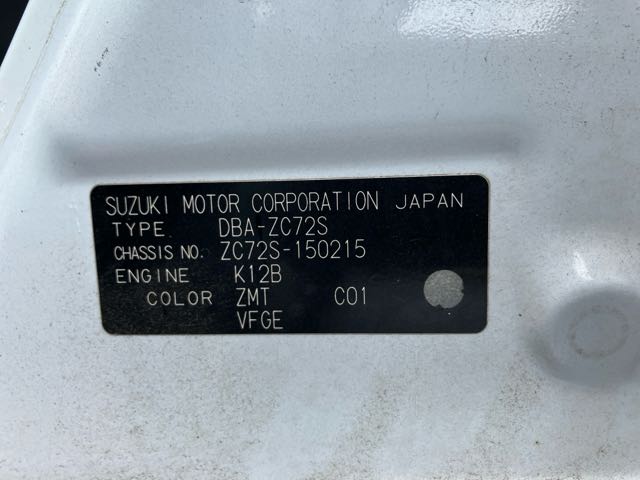 SUZUKI MOTOR CORPORATION JAPAN
TYPE DBA-ZC72S
CHASSIS NO. ZC72S-150215
ENGINE K12B
COLOR ZMT C01
VFGE